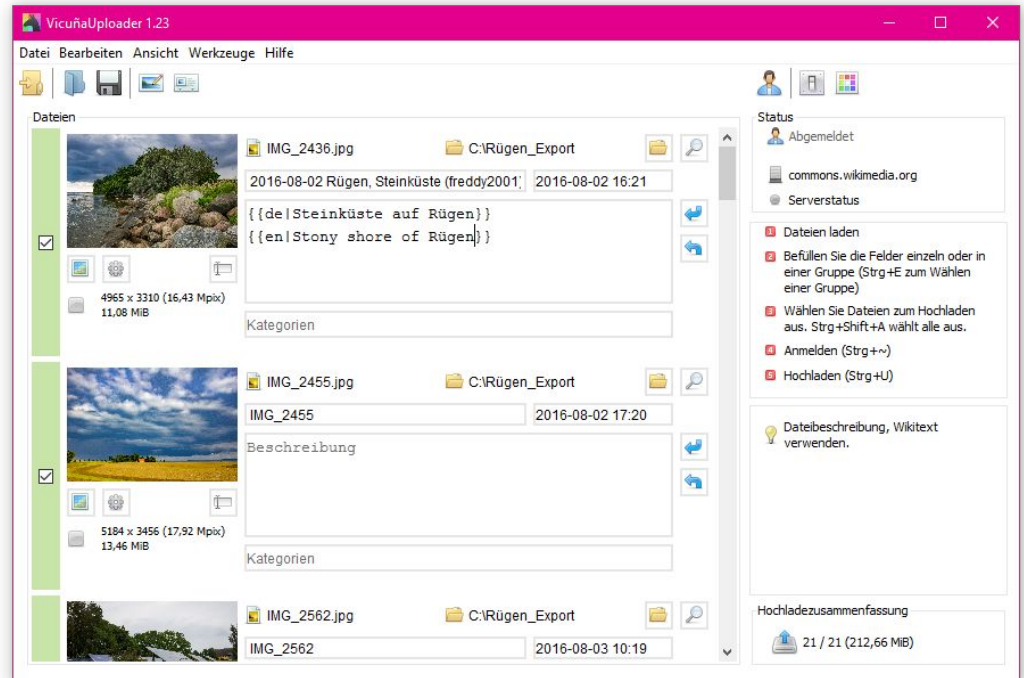 VicuñaUploader 1.23
Datei Bearbeiten Ansicht Werkzeuge Hilfe
Dateien
IMG_2436.jpg
C:\Rügen_Export
2016-08-02 Rügen, Steinküste (freddy2001)
2016-08-02 16:21
{{de|Steinküste auf Rügen}}
{{en|Stony shore of Rügen}}
4965 x 3310 (16,43 Mpix)
11,08 MiB
Kategorien
IMG_2455.jpg
C:\Rügen_Export
IMG_2455
2016-08-02 17:20
Beschreibung
5184 x 3456 (17,92 Mpix)
13,46 MiB
Kategorien
IMG_2562.jpg
C:\Rügen_Export
IMG_2562
2016-08-03 10:19
Status
Abgemeldet
commons.wikimedia.org
Serverstatus
1 Dateien laden
2 Befüllen Sie die Felder einzeln oder in
einer Gruppe (Strg+E zum Wählen
einer Gruppe)
3 Wählen Sie Dateien zum Hochladen
aus. Strg+Shift+A wählt alle aus.
4 Anmelden (Strg+~)
5 Hochladen (Strg+U)
Dateibeschreibung, Wikitext
verwenden.
Hochladezusammenfassung
21 / 21 (212,66 MiB)